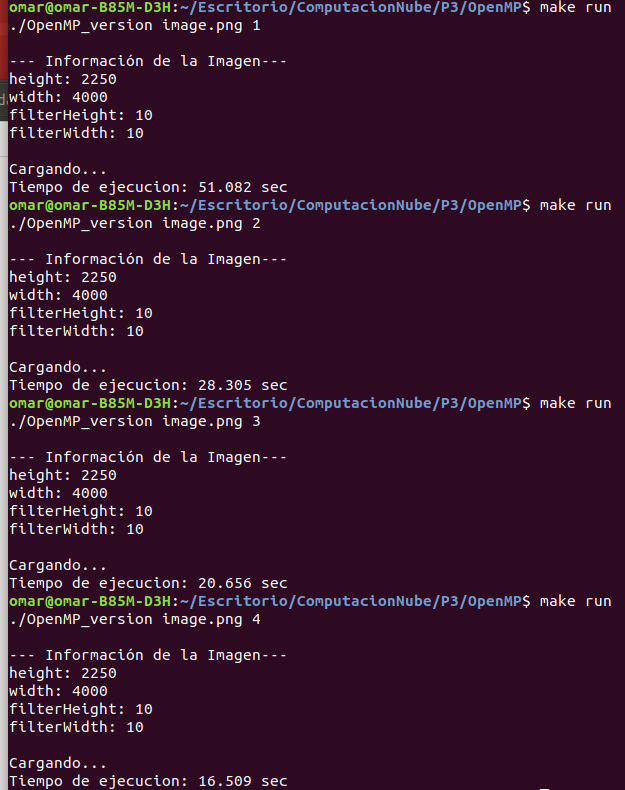 omar@omar-B85M-D3H:~/Escritorio/ComputacionNube/P3/OpenMP$ make run
./OpenMP_version image.png 1
--- Información de la Imagen---
height: 2250
width: 4000
filterHeight: 10
filterWidth: 10
Cargando...
Tiempo de ejecucion: 51.082 sec
omar@omar-B85M-D3H:~/Escritorio/ComputacionNube/P3/OpenMP$ make run
./OpenMP_version image.png 2
--- Información de la Imagen---
height: 2250
width: 4000
filterHeight: 10
filterWidth: 10
Cargando...
Tiempo de ejecucion: 28.305 sec
omar@omar-B85M-D3H:~/Escritorio/ComputacionNube/P3/OpenMP$ make run
./OpenMP_version image.png 3
--- Información de la Imagen---
height: 2250
width: 4000
filterHeight: 10
filterWidth: 10
Cargando...
Tiempo de ejecucion: 20.656 sec
omar@omar-B85M-D3H:~/Escritorio/ComputacionNube/P3/OpenMP$ make run
./OpenMP_version image.png 4
--- Información de la Imagen---
height: 2250
width: 4000
filterHeight: 10
filterWidth: 10
Cargando...
Tiempo de ejecucion: 16.509 sec